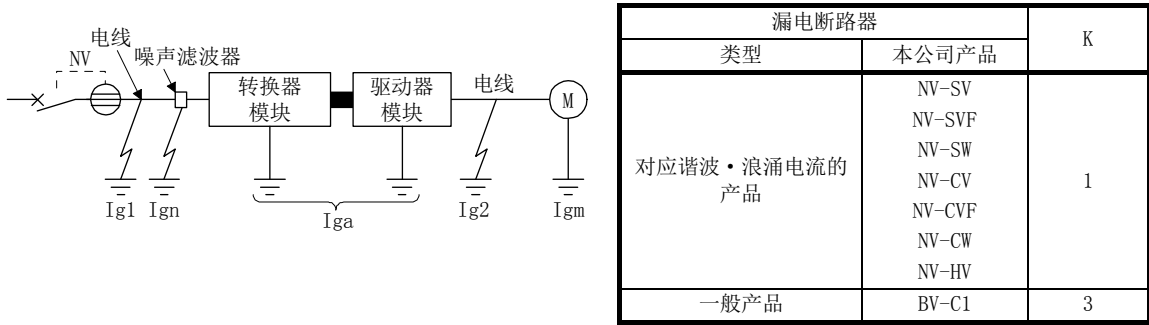 电线
NV
噪声滤波器
转换器
模块
驱动器
模块
电线
M
Ig1
Ign
Iga
Ig2
Igm
漏电断路器
K
类型
本公司产品
对应谐波·浪涌电流的
产品
NV-SV
NV-SVF
NV-SW
NV-CV
NV-CVF
NV-CW
NV-HV
1
一般产品
BV-C1
3